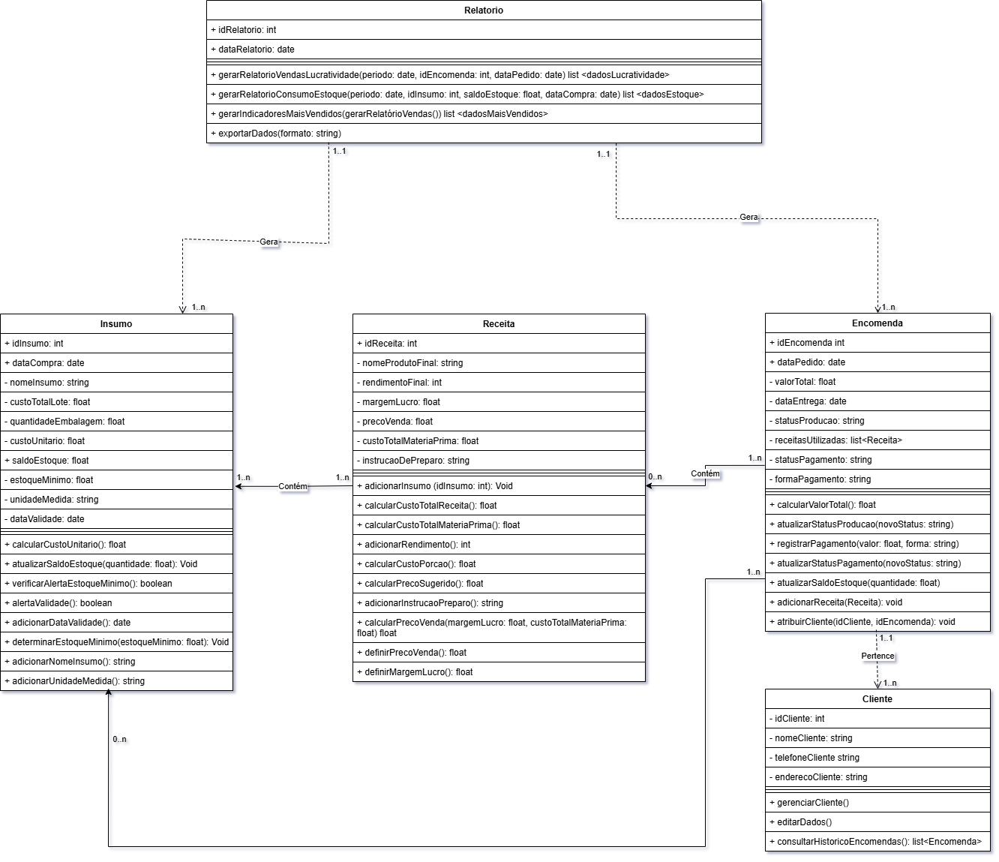 Relatorio
+ idRelatorio: int
+ dataRelatorio: date
+ gerarRelatorioVendasLucratividade(periodo: date, idEncomenda: int, dataPedido: date) list <dadosLucratividade>
+ gerarRelatorioConsumoEstoque(periodo: date, idInsumo: int, saldoEstoque: float, dataCompra: date) list <dadosEstoque>
+ gerarIndicadoresMaisVendidos(gerarRelatórioVendas()) list <dadosMaisVendidos>
+ exportarDados(formato: string)
1..1
1..1
Gera
Gera
1..n
1..n
Insumo
+ idInsumo: int
+ dataCompra: date
- nomeInsumo: string
- custoTotalLote: float
- quantidadeEmbalagem: float
- custoUnitario: float
+ saldoEstoque: float
- estoqueMinimo: float
- unidadeMedida: string
- dataValidade: date
+ calcularCustoUnitario(): float
+ atualizarSaldoEstoque(quantidade: float): Void
+ verificarAlertaEstoqueMinimo(): boolean
+ alertaValidade(): boolean
+ adicionarDataValidade(): date
+ determinarEstoqueMinimo(estoqueMinimo: float): Void
+ adicionarNomeInsumo(): string
+ adicionarUnidadeMedida(): string
1..n
Contém
1..n
Receita
+ idReceita: int
- nomeProdutoFinal: string
- rendimentoFinal: int
- margemLucro: float
- precoVenda: float
- custoTotalMateriaPrima: float
- instrucaoDePreparo: string
+ adicionarInsumo (idInsumo: int): Void
+ calcularCustoTotalReceita(): float
+ calcularCustoTotalMateriaPrima(): float
+ adicionarRendimento(): int
+ calcularCustoPorcao(): float
+ calcularPrecoSugerido(): float
+ adicionarInstrucaoPreparo(): string
+ calcularPrecoVenda(margemLucro: float, custoTotalMateriaPrima:
float) float
+ definirPrecoVenda(): float
+ definirMargemLucro(): float
0..n
Contém
1..n
1..n
Encomenda
+ idEncomenda int
+ dataPedido: date
- valorTotal: float
- dataEntrega: date
- statusProducao: string
- receitasUtilizadas: list<Receita>
- statusPagamento: string
- formaPagamento: string
+ calcularValorTotal(): float
+ atualizarStatusProducao(novoStatus: string)
+ registrarPagamento(valor: float, forma: string)
+ atualizarStatusPagamento(novoStatus: string)
+ atualizarSaldoEstoque(quantidade: float)
+ adicionarReceita(Receita): void
+ atribuirCliente(idCliente, idEncomenda): void
1..1
Pertence
1..n
Cliente
- idCliente: int
- nomeCliente: string
- telefoneCliente string
- enderecoCliente: string
+ gerenciarCliente()
+ editarDados()
+ consultarHistoricoEncomendas(): list<Encomenda>
0..n